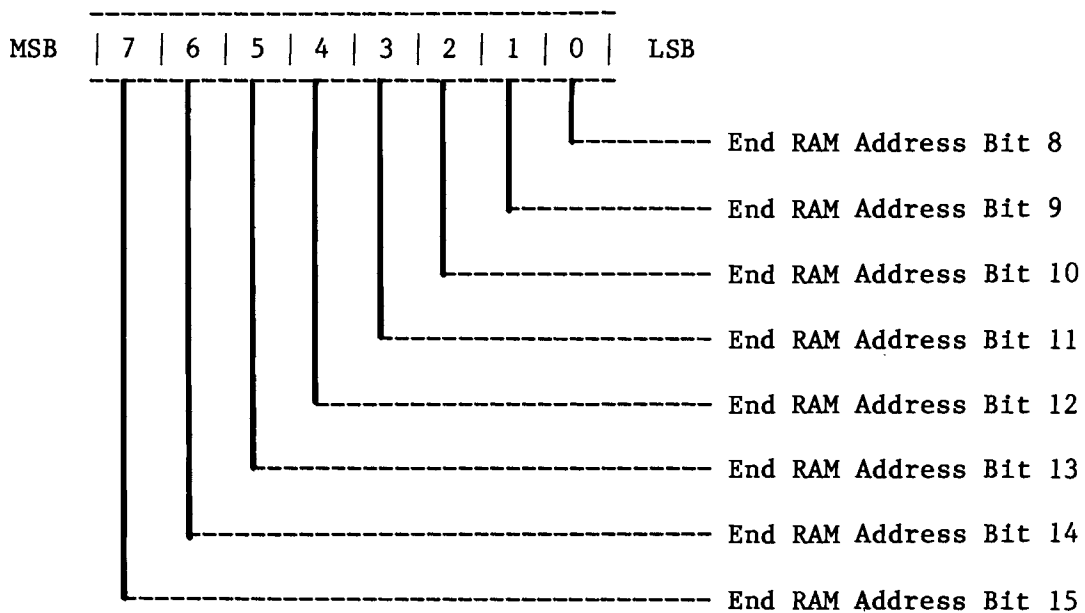 MSB | 7 | 6 | 5 | 4 | 3 | 2 | 1 | 0 | LSB
End RAM Address Bit 8
End RAM Address Bit 9
End RAM Address Bit 10
End RAM Address Bit 11
End RAM Address Bit 12
End RAM Address Bit 13
End RAM Address Bit 14
End RAM Address Bit 15